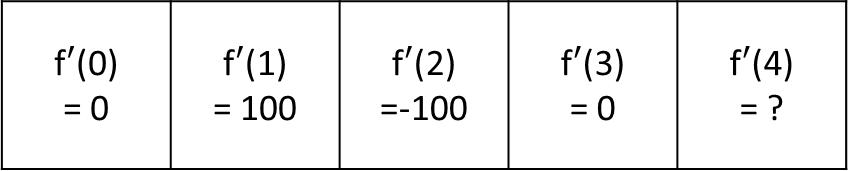 f′(0)
= 0
f′(1)
= 100
f′(2)
=-100
f′(3)
= 0
f′(4)
= ?